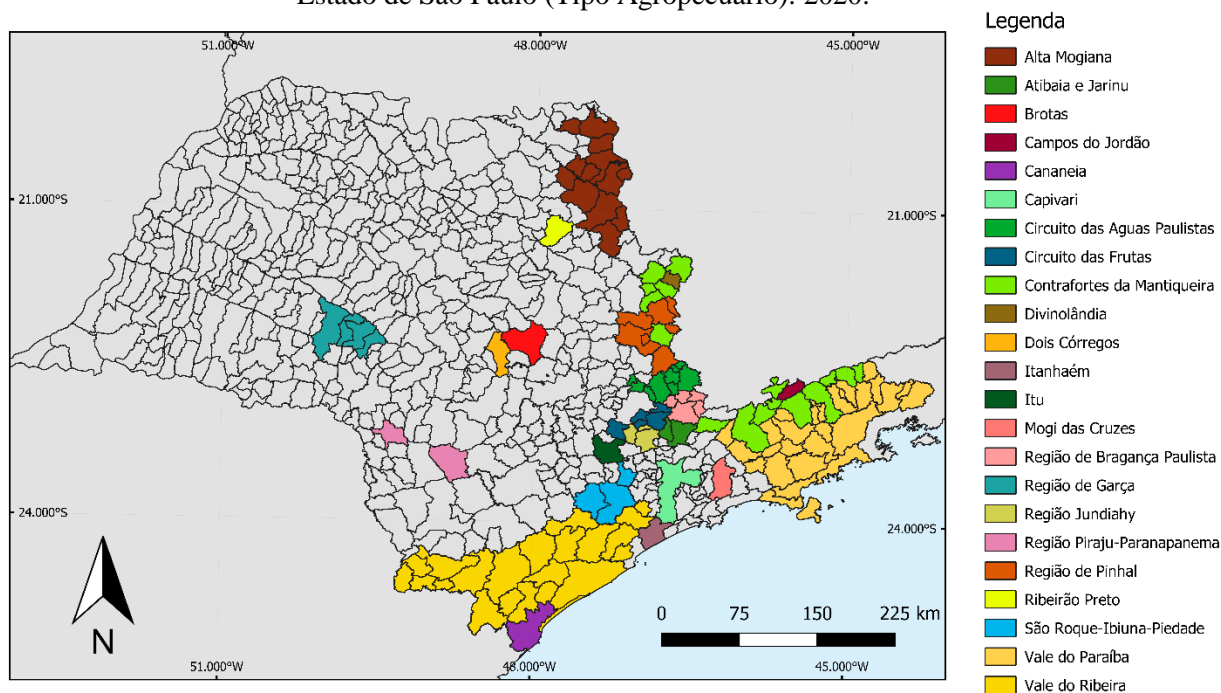 Estado de São Paulo (Tipo Agropecuário). 2020.
Legenda
51.000°W
48.000°W
45.000°W
21.000°S
21.000°S
24.000°S
24.000°S
N
0 75 150 225 km
51.000°W
48.000°W
45.000°W
Alta Mogiana
Atibaia e Jarinu
Brotas
Campos do Jordão
Cananeia
Capivari
Circuito das Aguas Paulistas
Circuito das Frutas
Contrafortes da Mantiqueira
Divinolândia
Dois Córregos
Itanhaém
Itu
Mogi das Cruzes
Região de Bragança Paulista
Região de Garça
Região Jundiahy
Região Piraju-Paranapanema
Região de Pinhal
Ribeirão Preto
São Roque-Ibiuna-Piedade
Vale do Paraíba
Vale do Ribeira